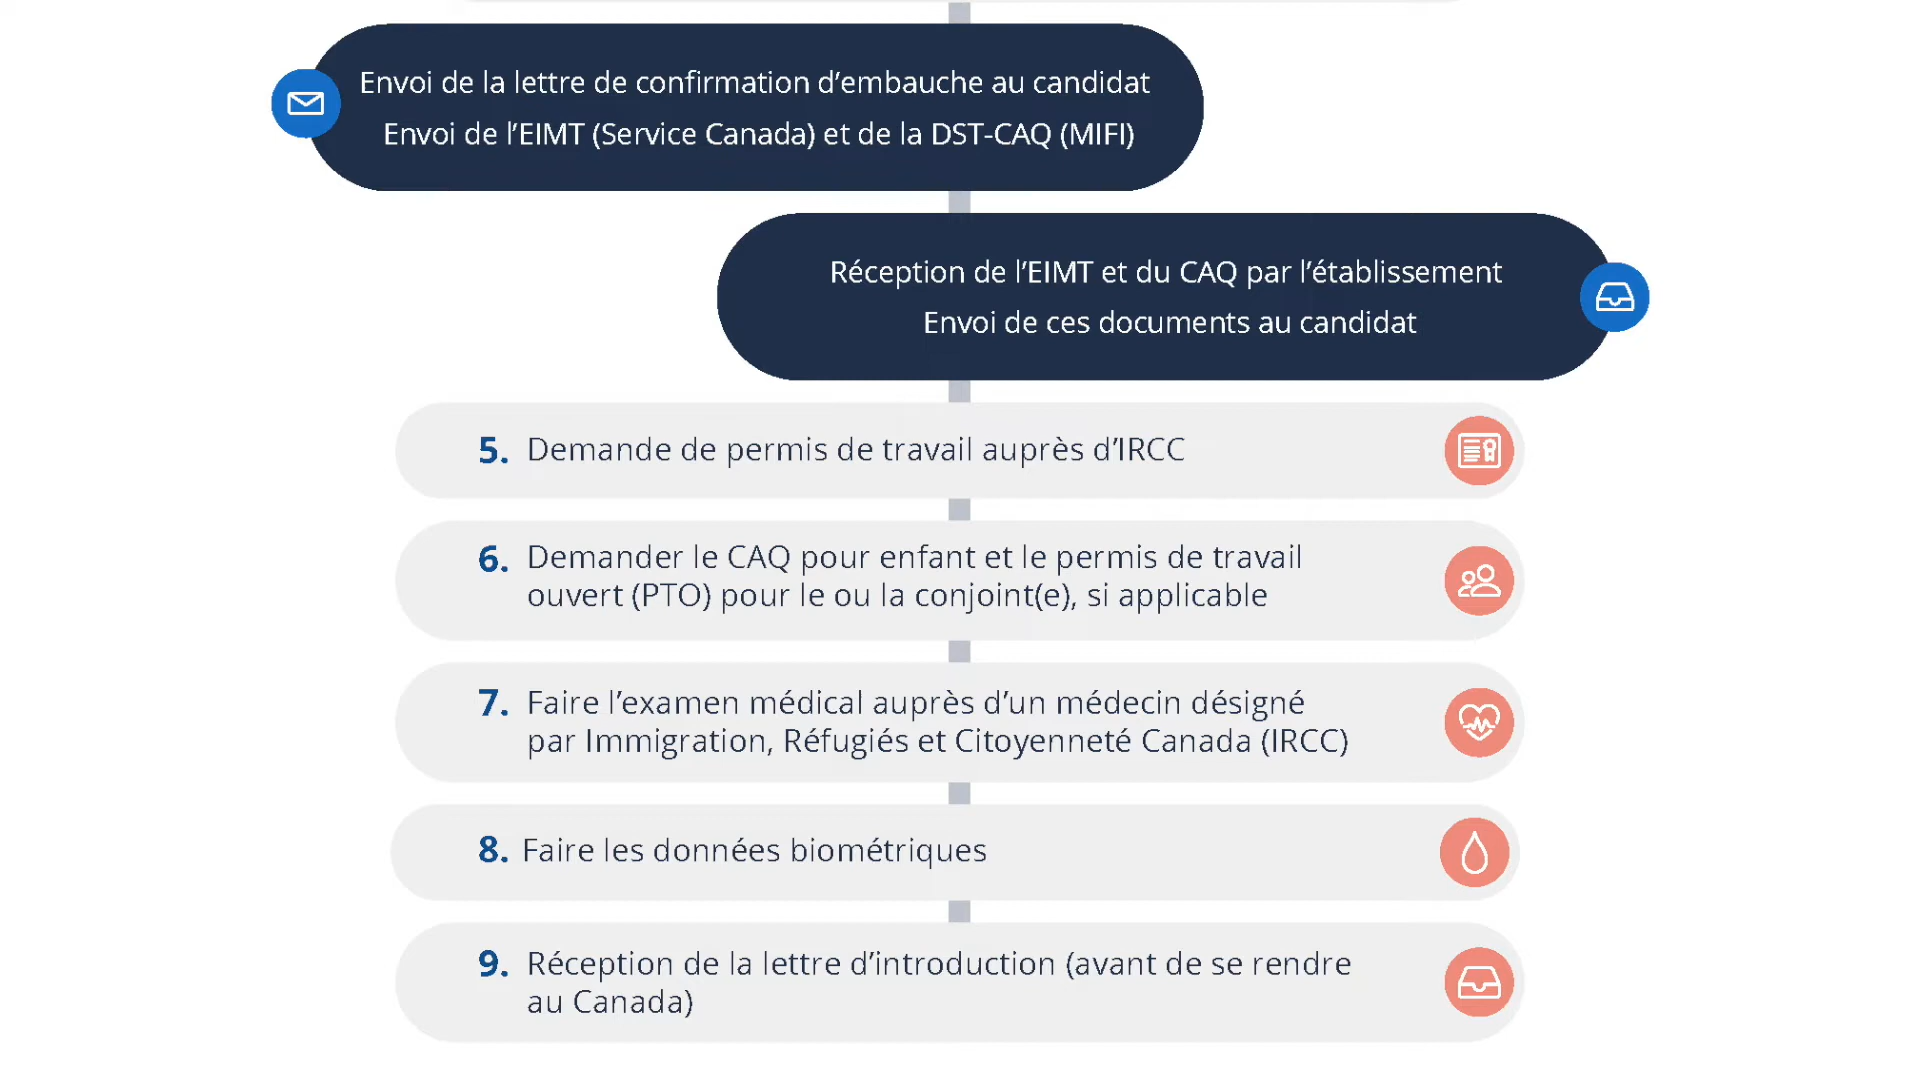 Envoi de la lettre de confirmation d’embauche au candidat
Envoi de l’EIMT (Service Canada) et de la DST-CAQ (MIFI)
Réception de l’EIMT et du CAQ par l’établissement
Envoi de ces documents au candidat
5. Demande de permis de travail auprès d’IRCC
6. Demander le CAQ pour enfant et le permis de travail
ouvert (PTO) pour le ou la conjoint(e), si applicable
7. Faire l’examen médical auprès d’un médecin désigné
par Immigration, Réfugiés et Citoyenneté Canada (IRCC)
8. Faire les données biométriques
9. Réception de la lettre d’introduction (avant de se rendre
au Canada)